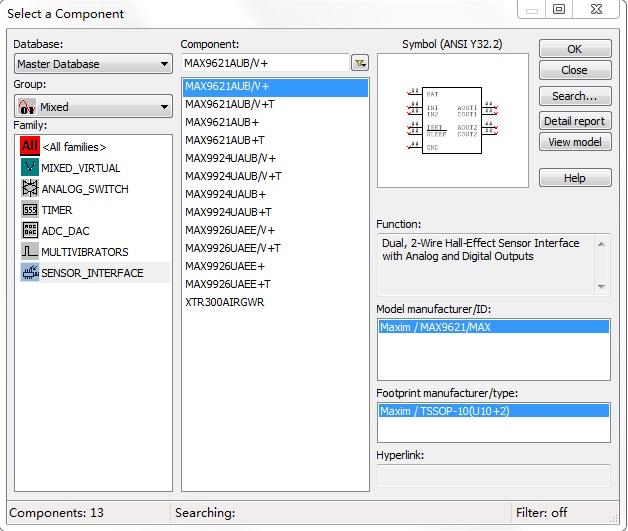 Select a Component
Database:
Master Database
Group:
Mixed
Family:
All <All families>
MIXED_VIRTUAL
ANALOG_SWITCH
555 TIMER
ADC DAC ADC_DAC
MULTIVIBRATORS
SENSOR_INTERFACE
Component:
MAX9621AUB/V+
MAX9621AUB/V+
MAX9621AUB/V+T
MAX9621AUB+
MAX9621AUB+T
MAX9924UAUB/V+
MAX9924UAUB/V+T
MAX9924UAUB+
MAX9924UAUB+T
MAX9926UAEE/V+
MAX9926UAEE/V+T
MAX9926UAEE+
MAX9926UAEE+T
XTR300AIRGWR
Symbol (ANSI Y32.2)
BAT
IN1 AOUT1
IN2 DOUT1
ISET AOUT2
SLEEP DOUT2
GND
OK
Close
Search...
Detail report
View model
Help
Function:
Dual, 2-Wire Hall-Effect Sensor Interface
with Analog and Digital Outputs
Model manufacturer/ID:
Maxim / MAX9621/MAX
Footprint manufacturer/type:
Maxim / TSSOP-10(U10+2)
Hyperlink:
Components: 13
Searching:
Filter: off